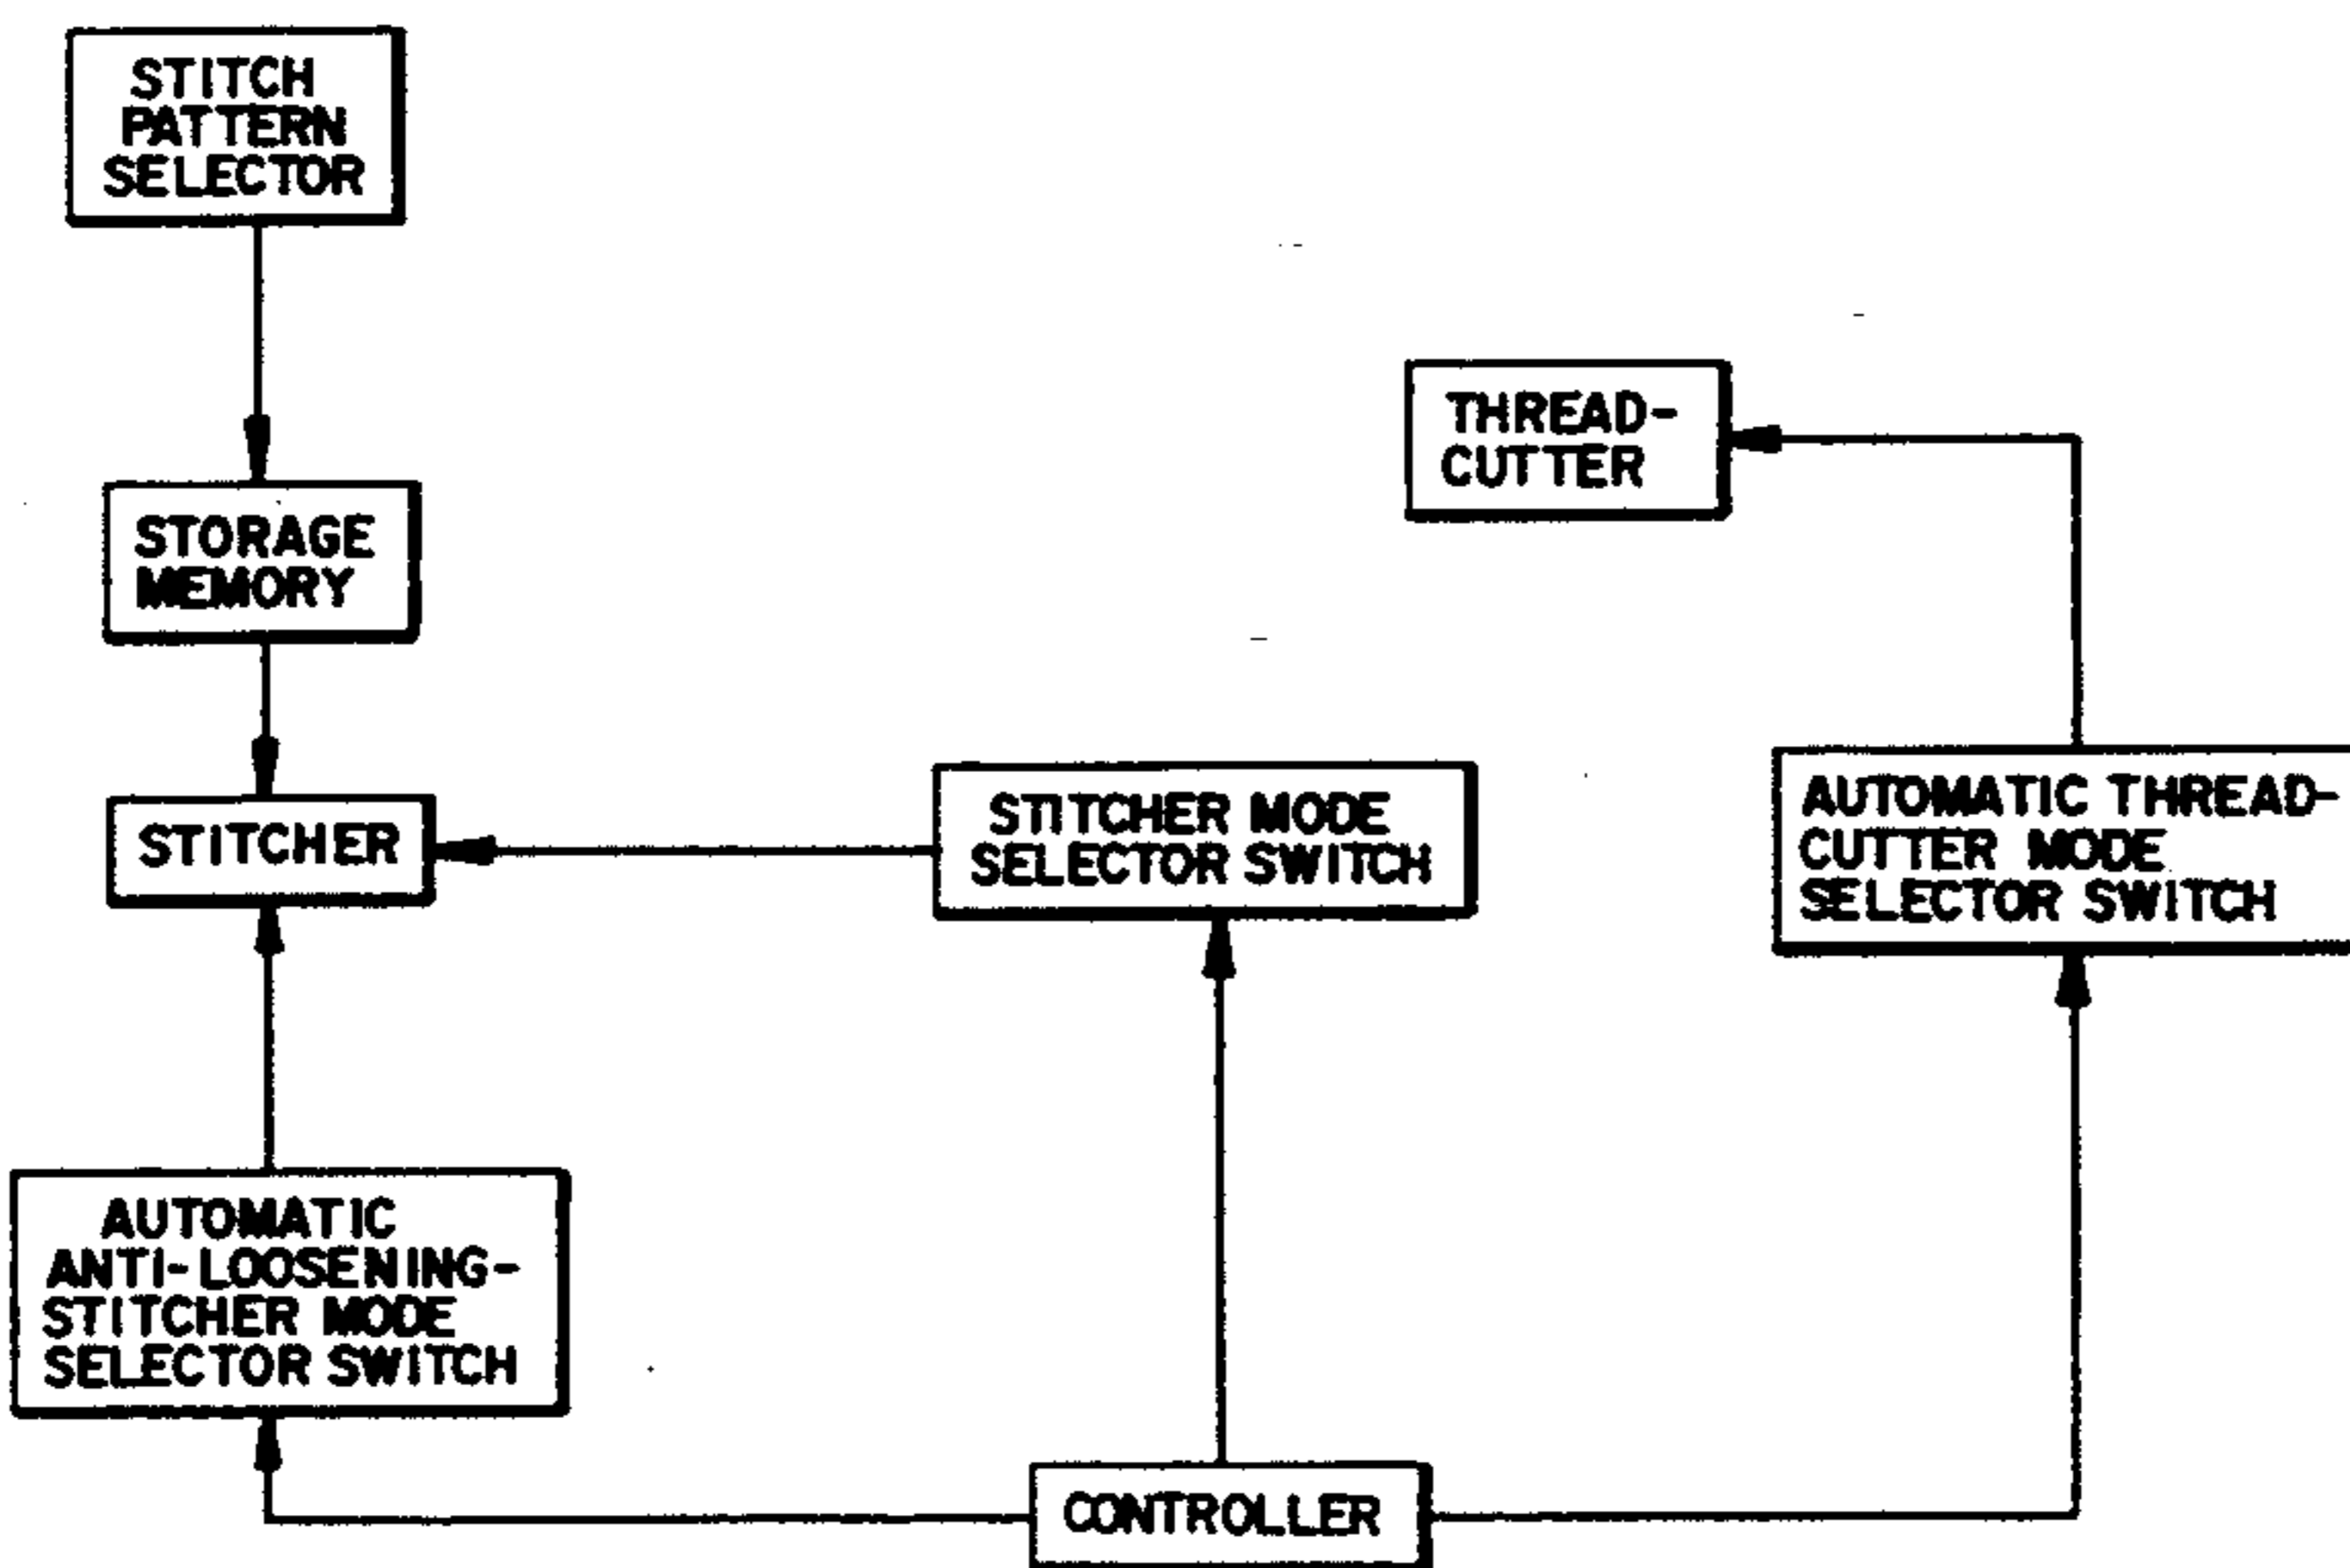 STITCH
PATTERN
SELECTOR
STORAGE
MEMORY
THREAD-
CUTTER
STITCHER
STITCHER MODE
SELECTOR SWITCH
AUTOMATIC THREAD-
CUTTER MODE
SELECTOR SWITCH
AUTOMATIC
ANTI-LOOSENING-
STITCHER MODE
SELECTOR SWITCH
CONTROLLER